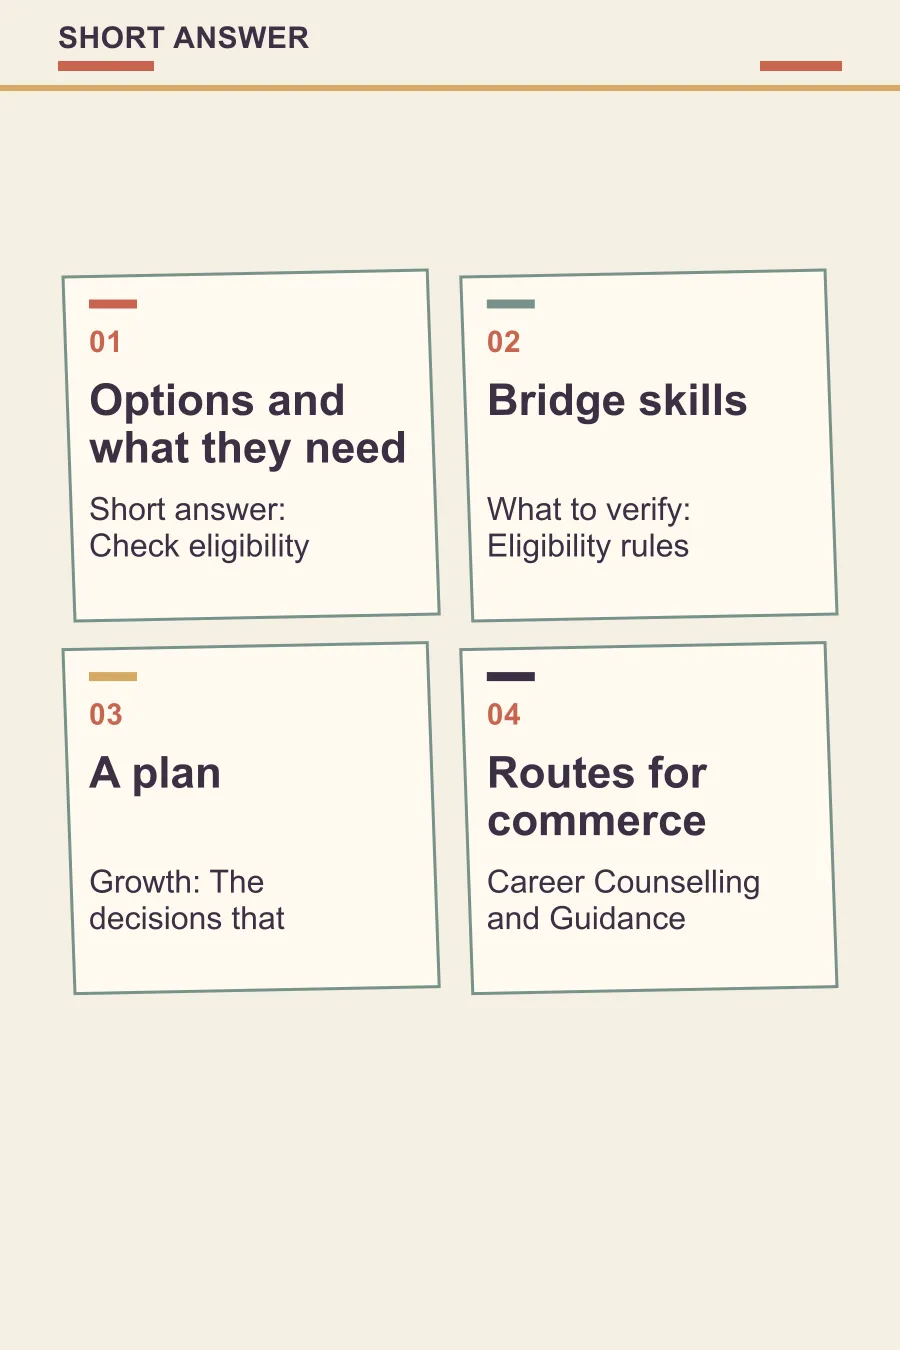 SHORT ANSWER
01
Options and
what they need
Short answer:
Check eligibility
02
Bridge skills
What to verify:
Eligibility rules
03
A plan
Growth: The
decisions that
04
Routes for
commerce
Career Counselling
and Guidance